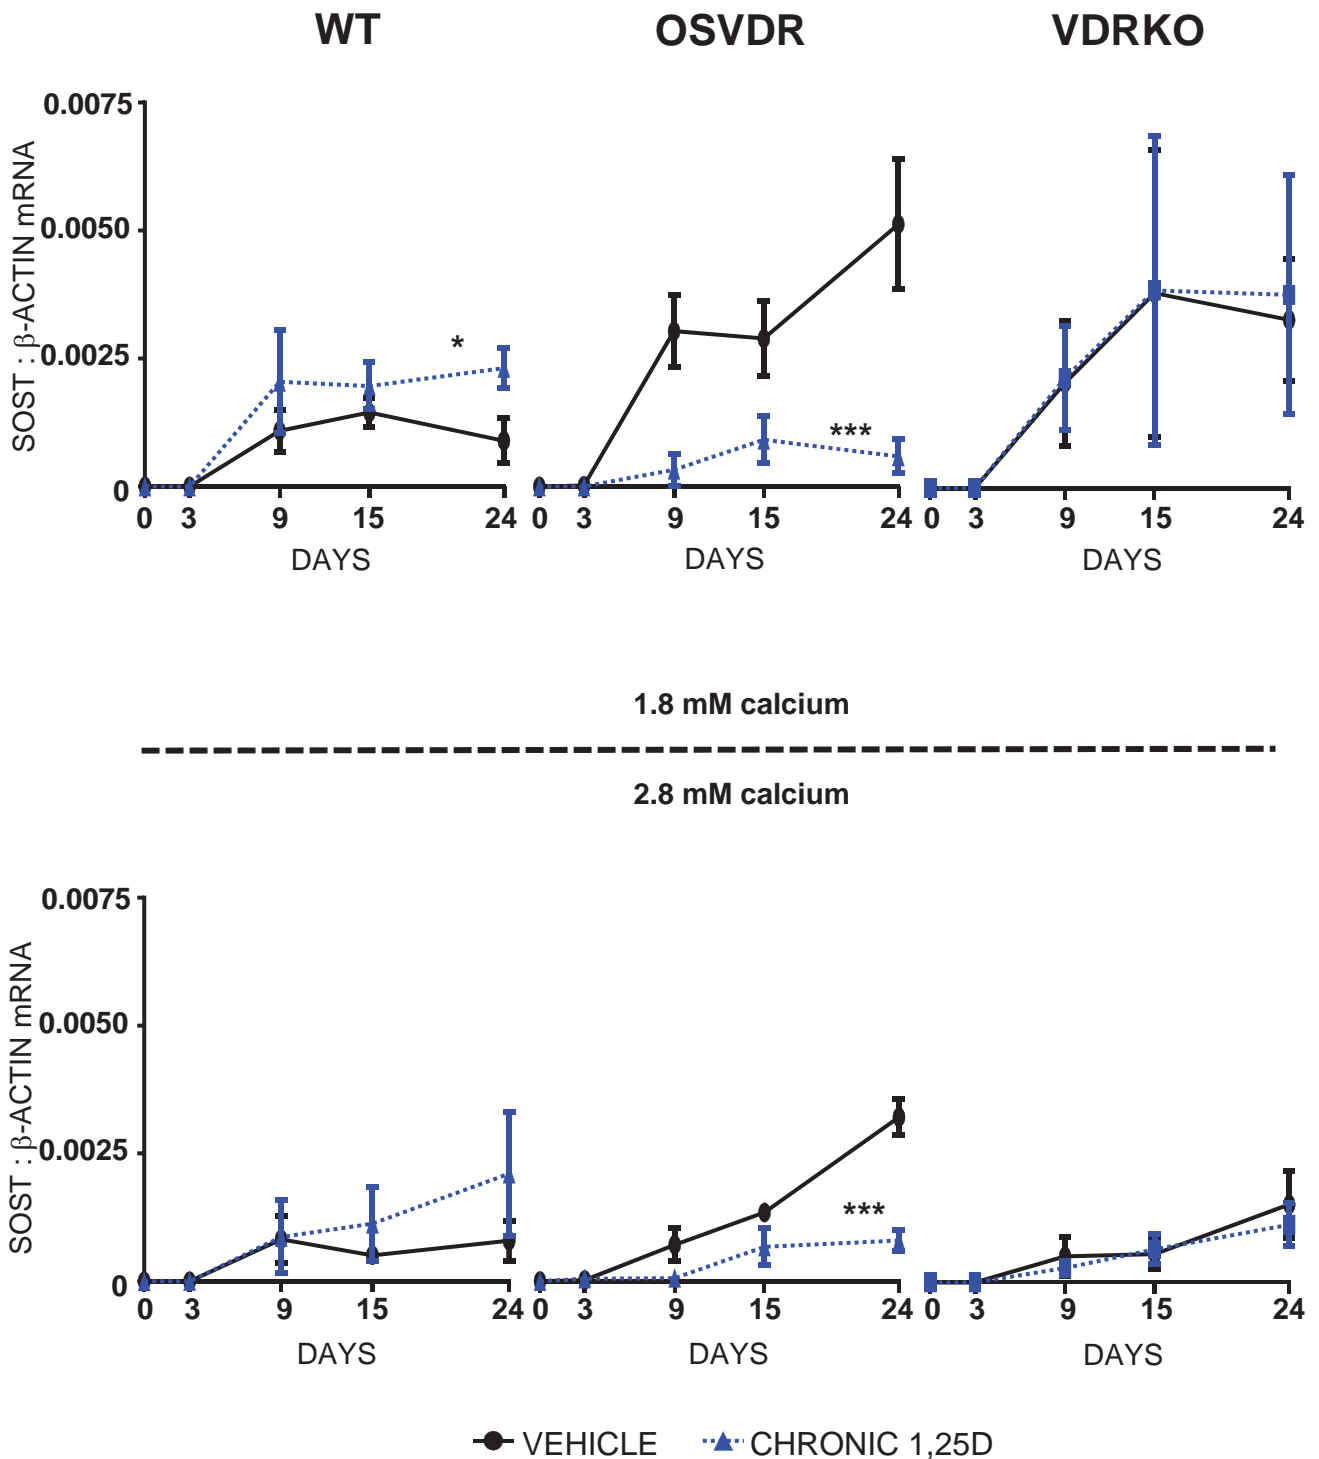 WT OSVDR VDRKO
SOST : β-ACTIN mRNA
0.0075
0.0050
0.0025
0
* *** 
0 3 9 15 24 0 3 9 15 24 0 3 9 15 24
DAYS DAYS DAYS
1.8 mM calcium
2.8 mM calcium
SOST : β-ACTIN mRNA
0.0075
0.0050
0.0025
0
***
0 3 9 15 24 0 3 9 15 24 0 3 9 15 24
DAYS DAYS DAYS
VEHICLE CHRONIC 1,25D